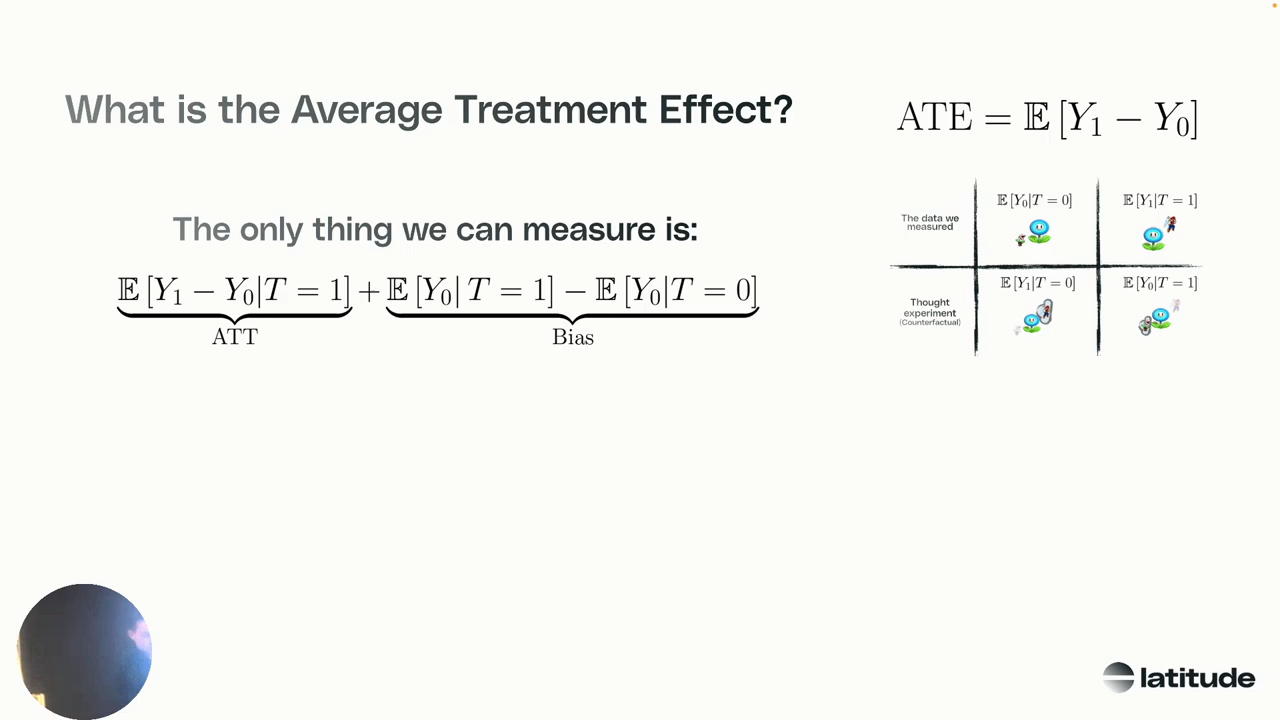 What is the Average Treatment Effect?
ATE = 𝔼 [Y₁ − Y₀]
The only thing we can measure is:
𝔼 [Y₁ − Y₀|T = 1] + 𝔼 [Y₀| T = 1] − 𝔼 [Y₀|T = 0]
ATT
Bias
𝔼 [Y₀|T = 0]
𝔼 [Y₁|T = 1]
The data we
measured
𝔼 [Y₁|T = 0]
𝔼 [Y₀|T = 1]
Thought
experiment
(Counterfactual)
latitude